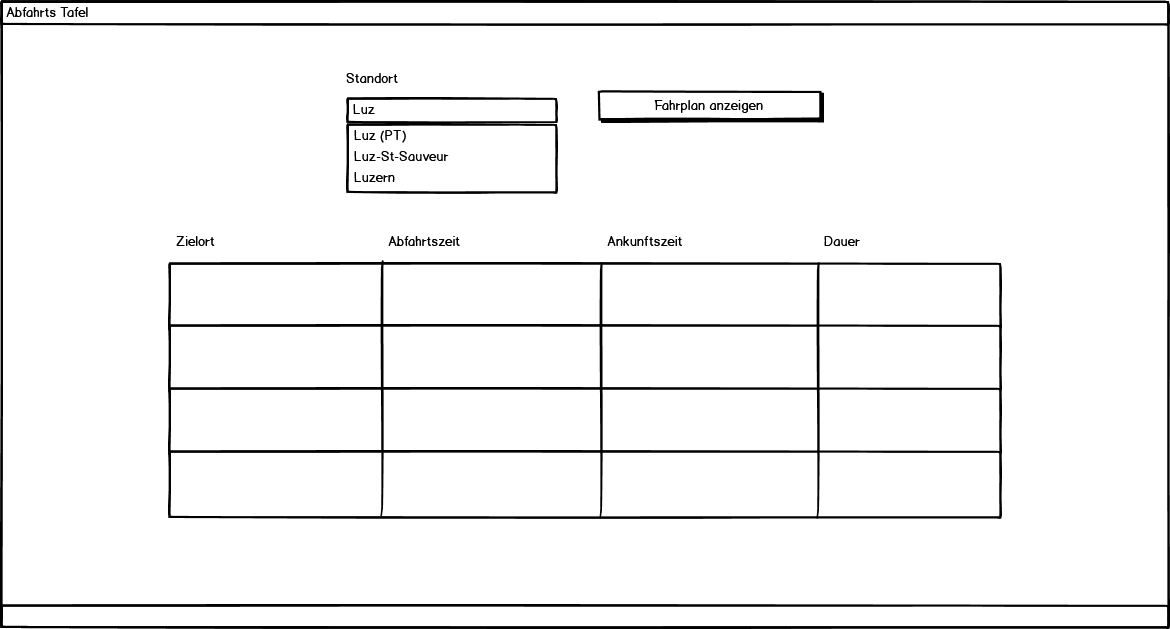 Abfahrts Tafel
Standort
Luz
Fahrplan anzeigen
Luz (PT)
Luz-St-Sauveur
Luzern
Zielort Abfahrtszeit Ankunftszeit Dauer